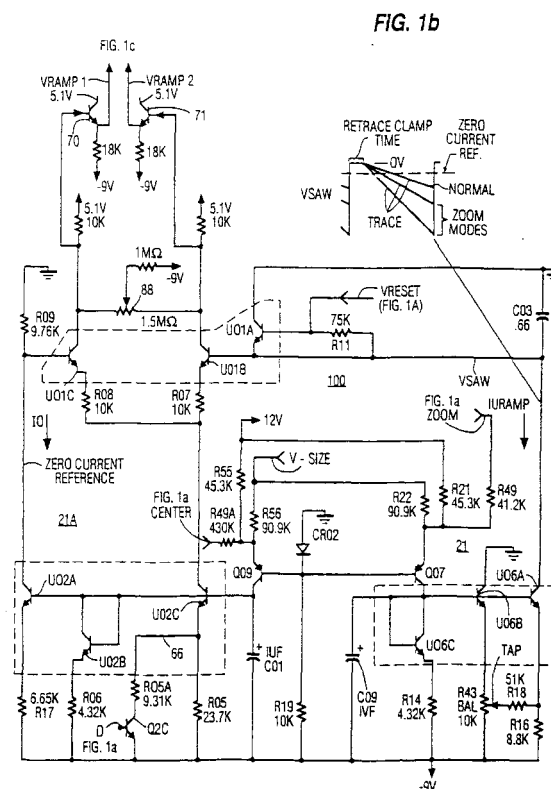 FIG. 1b
FIG. 1c
VRAMP 1
VRAMP 2
5.1V
5.1V
71
70
18K
18K
-9V
-9V
RETRACE CLAMP
TIME
ZERO
CURRENT
REF.
0V
NORMAL
VSAW
TRACE
ZOOM
MODES
5.1V
10K
5.1V
10K
1MΩ
-9V
88
1.5MΩ
R09
9.76K
U01A
VRESET
(FIG. 1A)
75K
R11
C03
.66
U01C
U01B
100
VSAW
R08
10K
R07
10K
IO
12V
FIG. 1a
ZOOM
IURAMP
ZERO CURRENT
REFERENCE
V - SIZE
R55
45.3K
R22
90.9K
R21
45.3K
R49
41.2K
21A
FIG. 1a
CENTER
R49A
430K
R56
90.9K
CR02
21
Q09
Q07
U02A
U02C
U06A
U06B
U02B
66
U06C
+
IUF
C01
+
C09
IVF
TAP
51K
R18
6.65K
R17
R06
4.32K
R05A
9.31K
Q2C
R05
23.7K
R19
10K
R14
4.32K
R43
BAL
10K
R16
8.8K
D
FIG. 1a
-9V